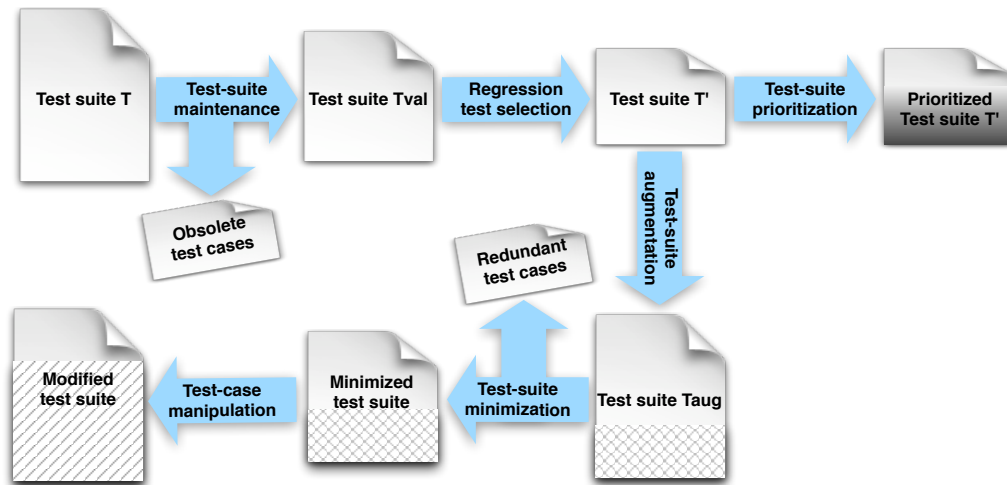 Test suite T
Test-suite
maintenance
Test suite Tval
Regression
test selection
Test suite T'
Test-suite
prioritization
Prioritized
Test suite T'
Obsolete
test cases
Test-suite
augmentation
Redundant
test cases
Modified
test suite
Test-case
manipulation
Minimized
test suite
Test-suite
minimization
Test suite Taug